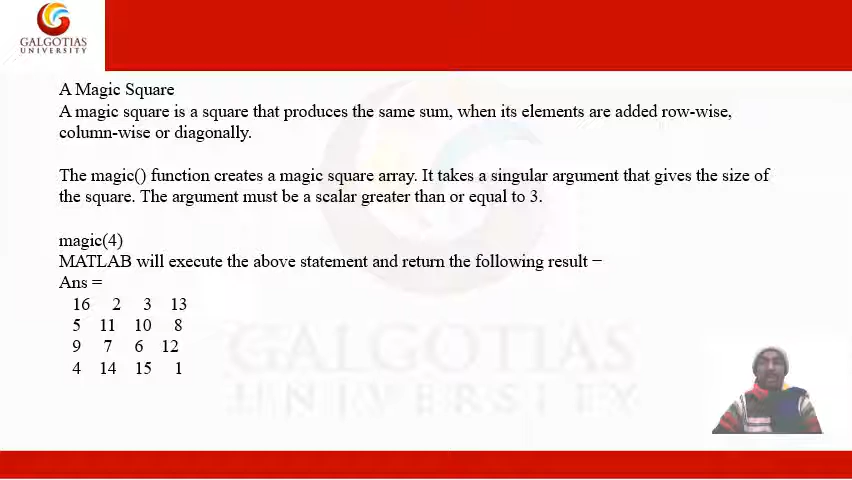 GALGOTIAS
UNIVERSITY
A Magic Square
A magic square is a square that produces the same sum, when its elements are added row-wise,
column-wise or diagonally.
The magic() function creates a magic square array. It takes a singular argument that gives the size of
the square. The argument must be a scalar greater than or equal to 3.
magic(4)
MATLAB will execute the above statement and return the following result −
Ans =
16 2 3 13
5 11 10 8
9 7 6 12
4 14 15 1
GALGOTIAS
UNIVERSITY